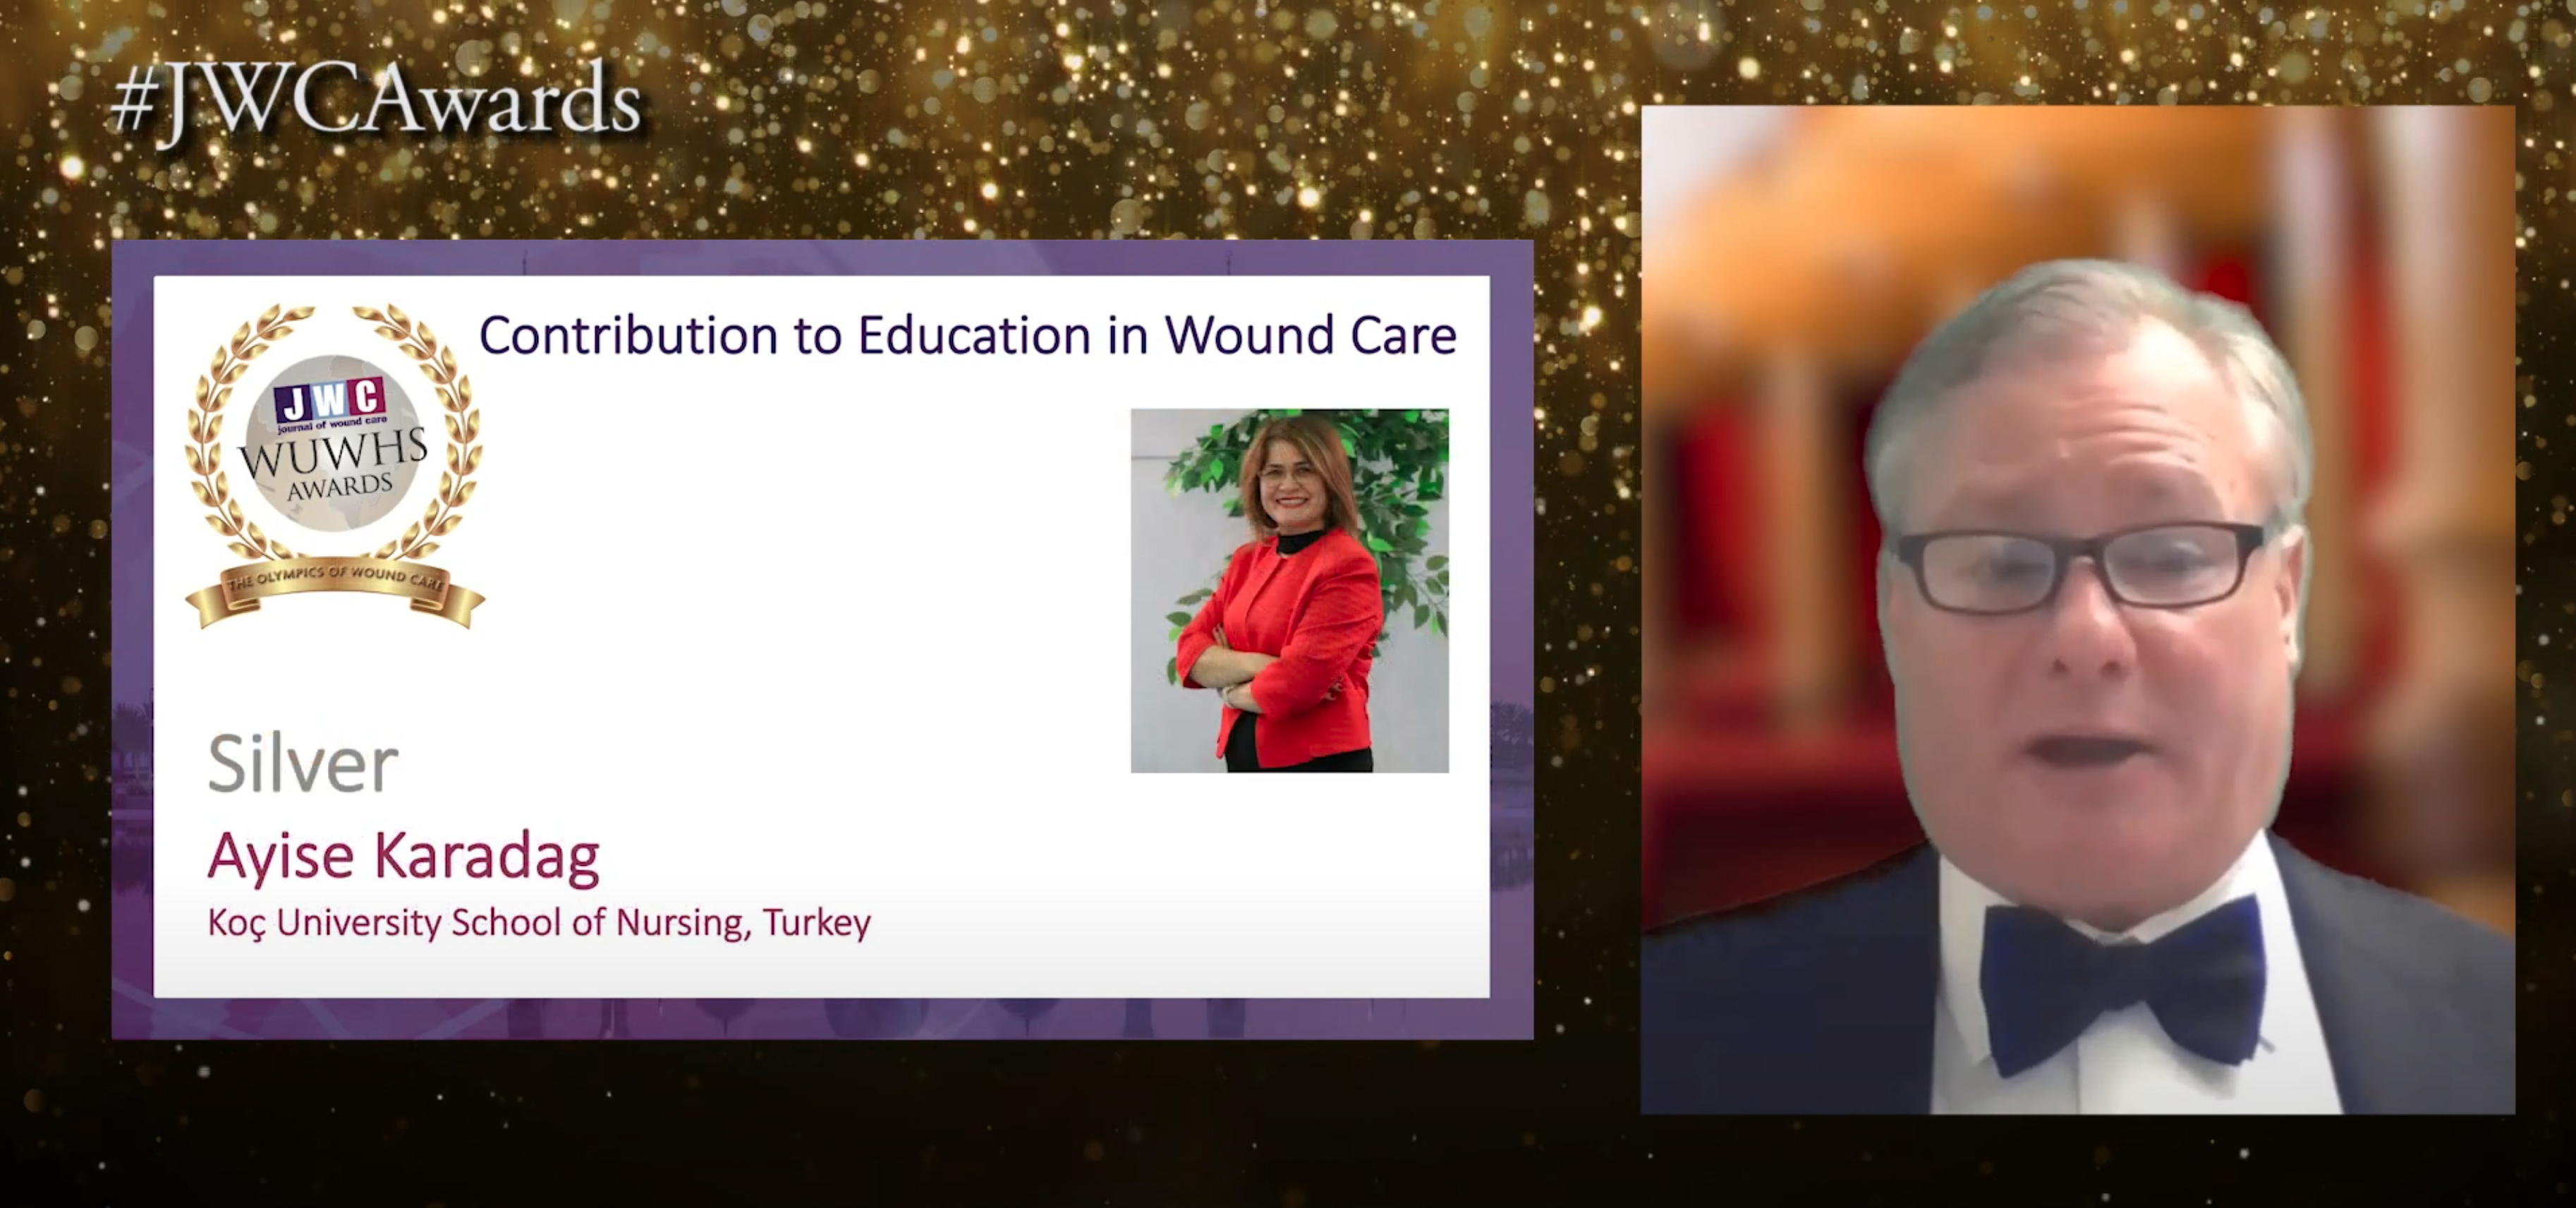 #JWCAwards
Contribution to Education in Wound Care
JWC
journal of wound care
WUWHS
AWARDS
THE OLYMPICS OF WOUND CARE
Silver
Ayise Karadag
Koç University School of Nursing, Turkey